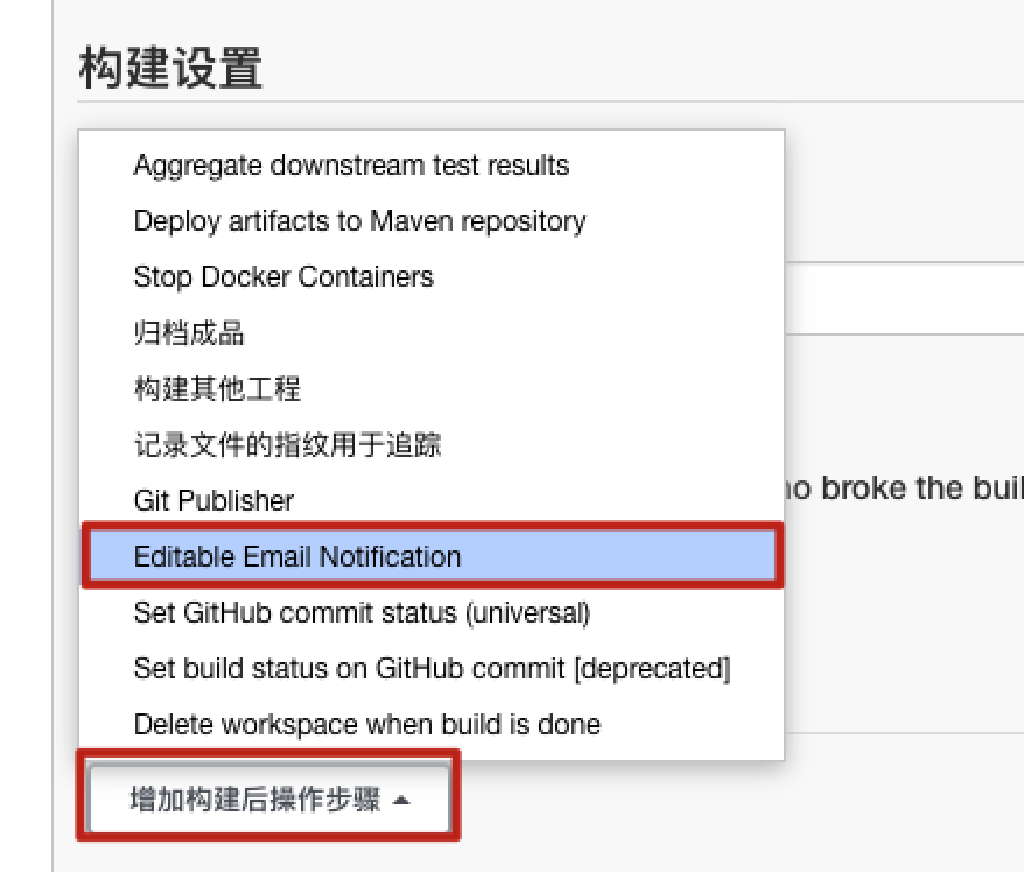 构建设置
Aggregate downstream test results
Deploy artifacts to Maven repository
Stop Docker Containers
归档成品
构建其他工程
记录文件的指纹用于追踪
broke the
Git Publisher
Editable Email Notification
Set GitHub commit status (universal)
Set build status on GitHub commit [deprecated]
Delete workspace when build is done
增加构建后操作步骤